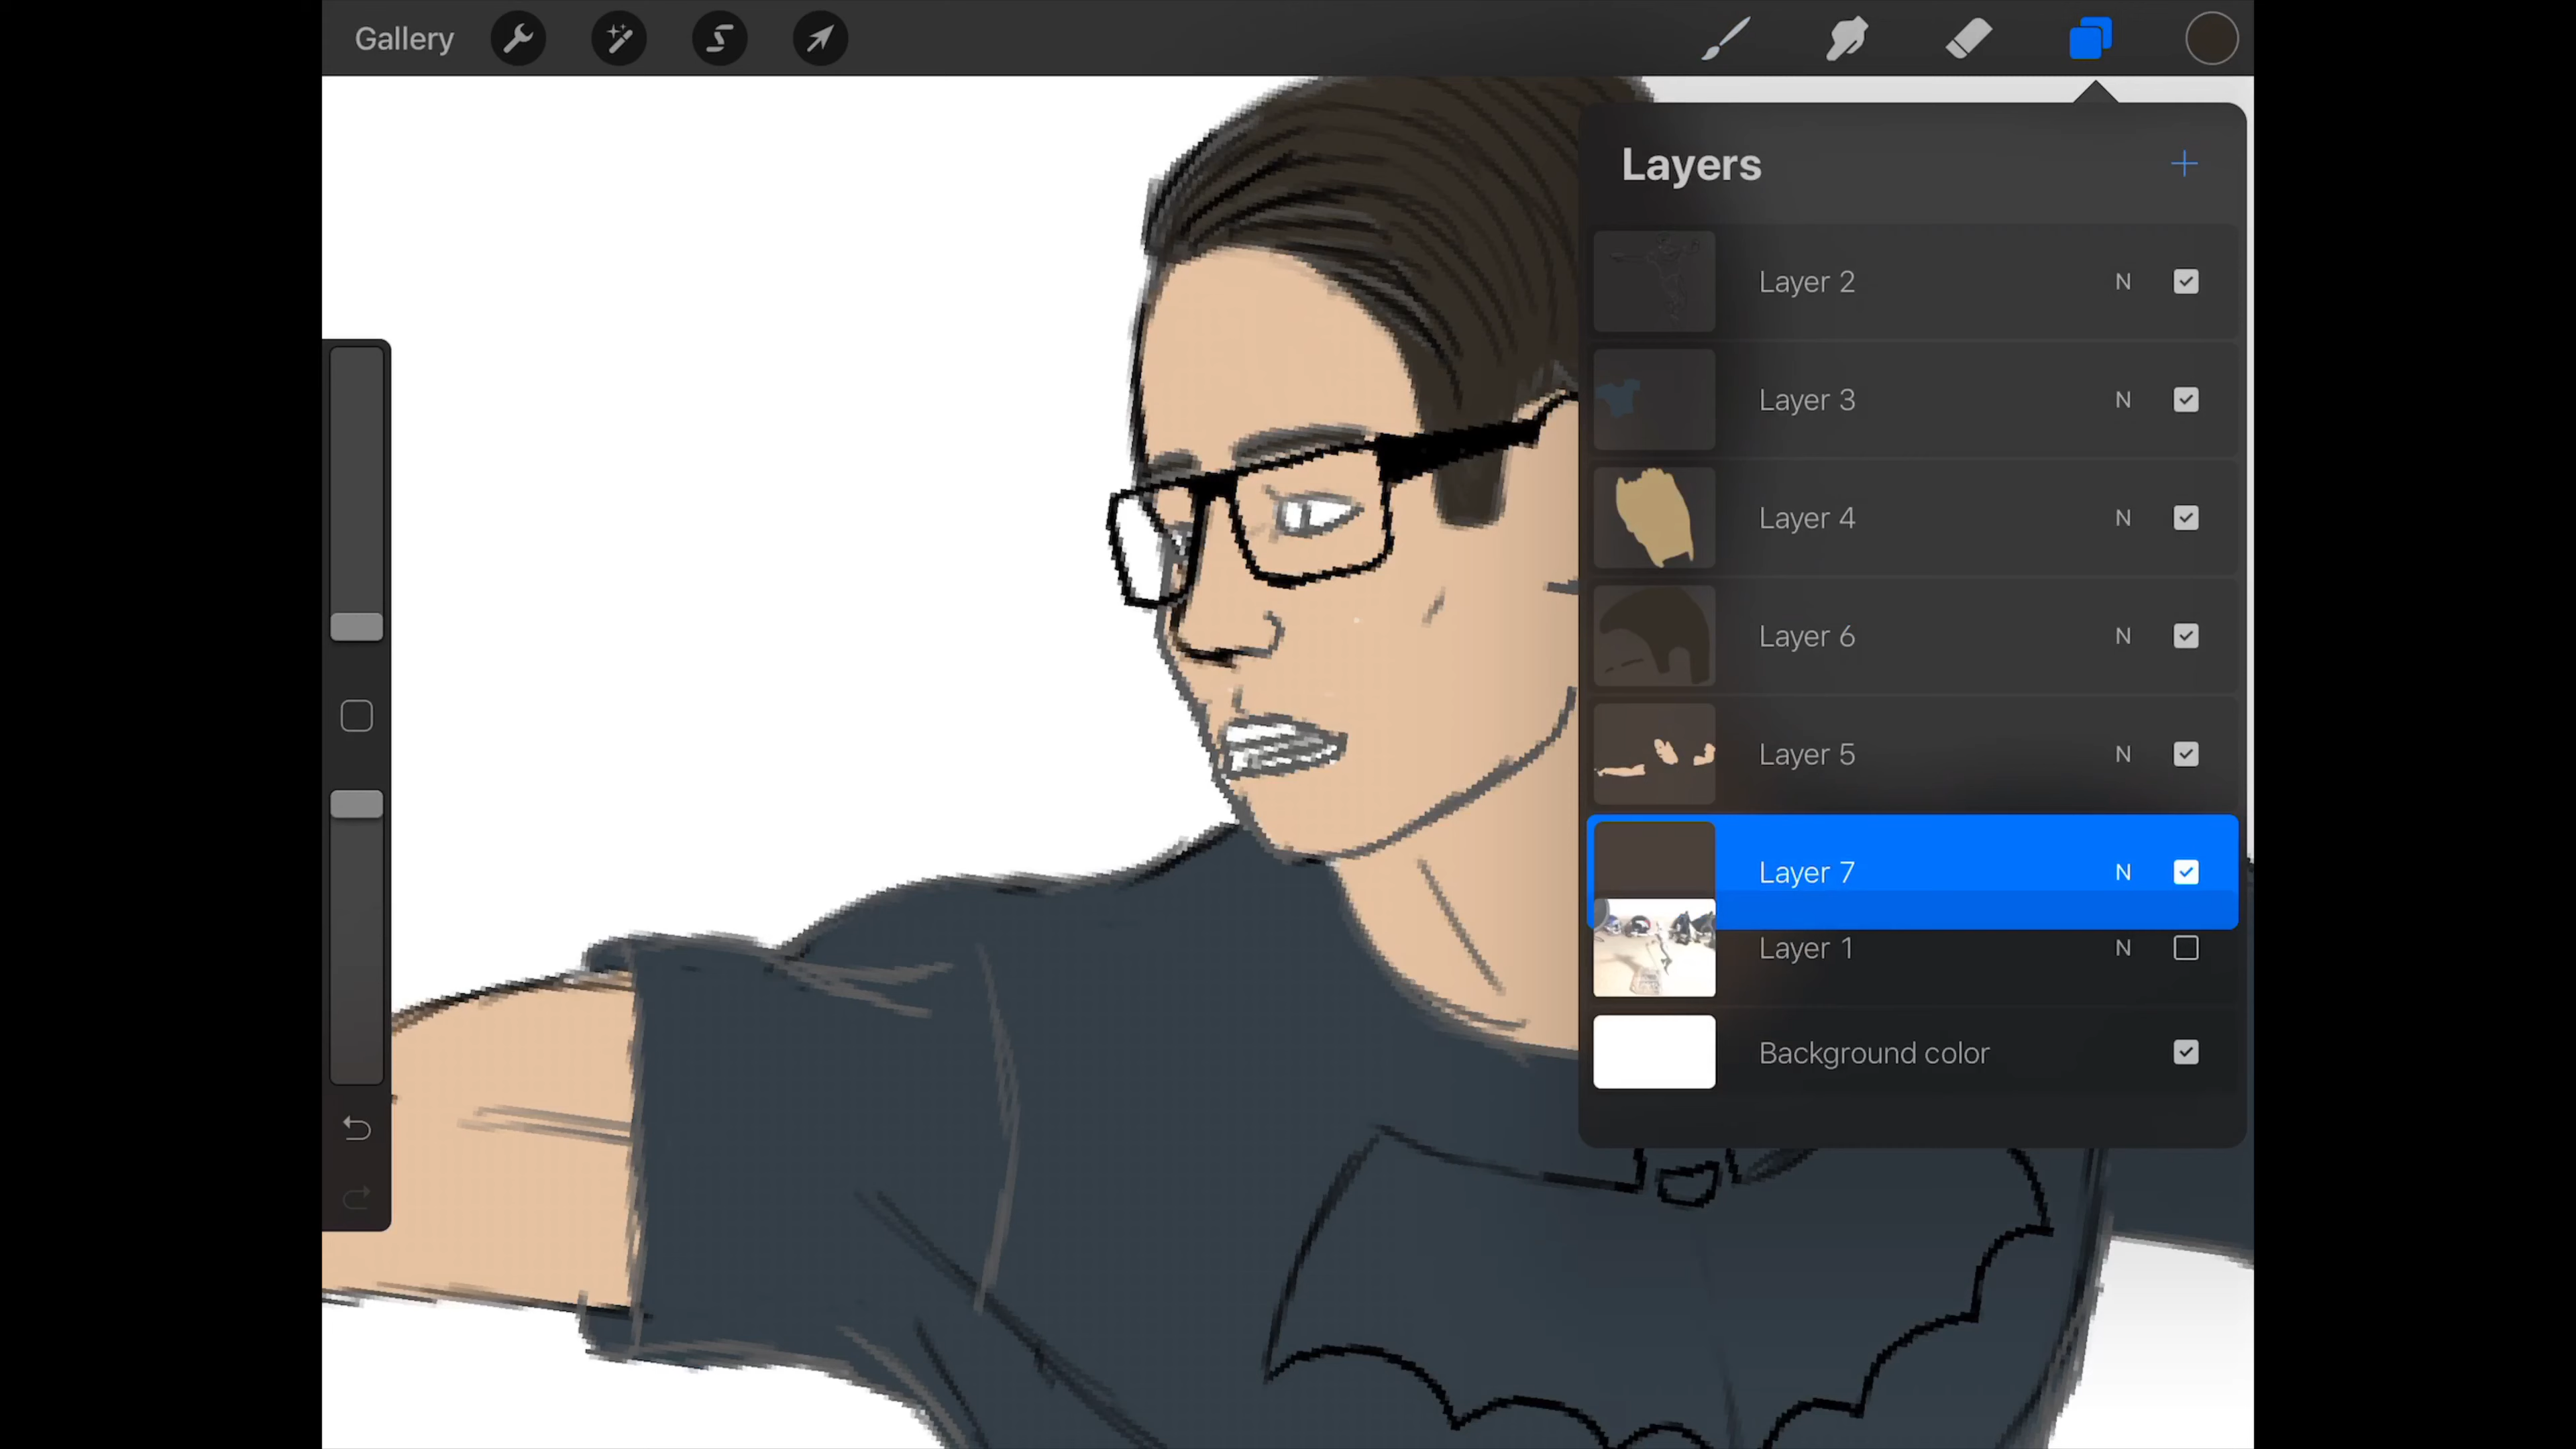 Gallery
Layers
Layer 2 N
Layer 3 N
Layer 4 N
Layer 6 N
Layer 5 N
Layer 7 N
Layer 1 N
Background color